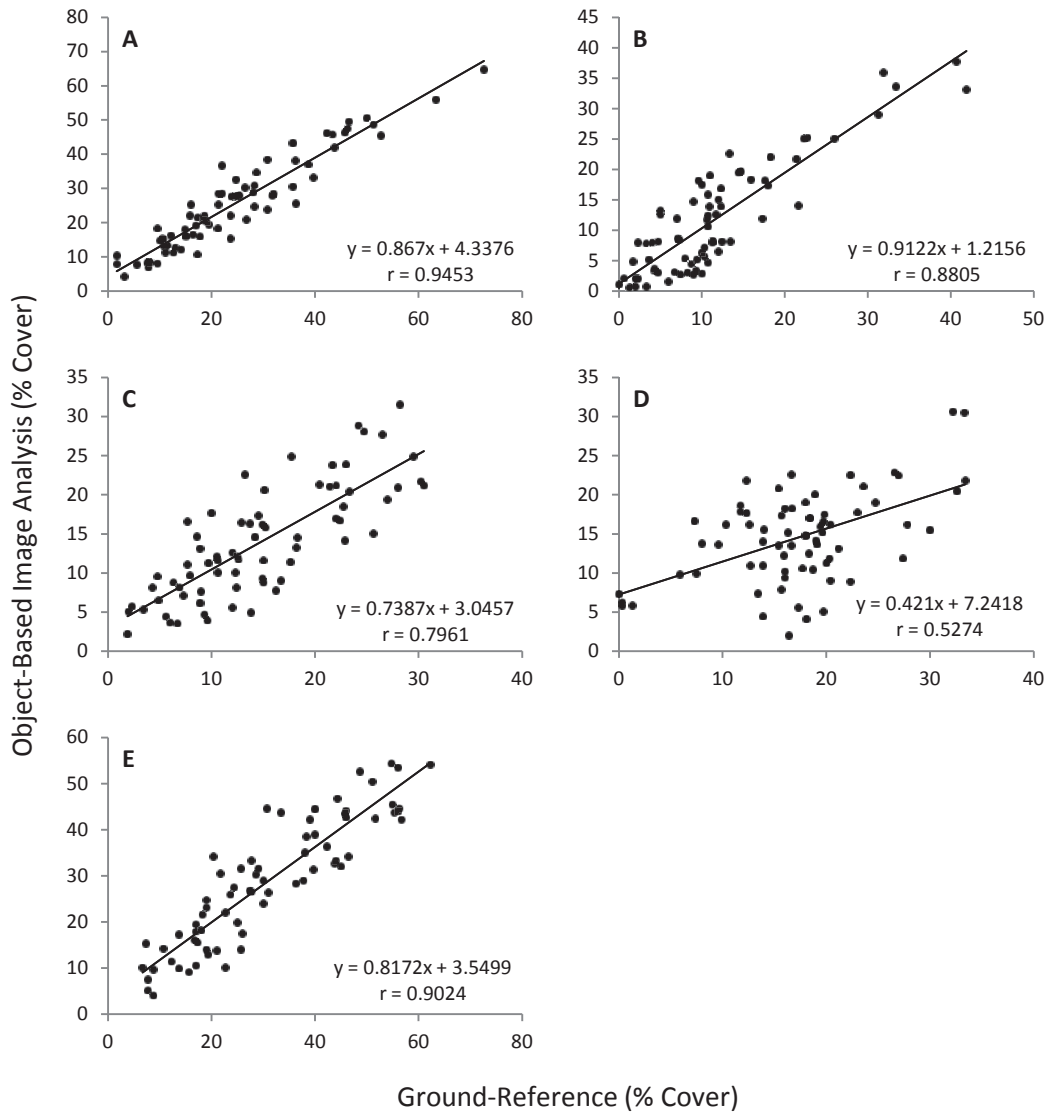 Object-Based Image Analysis (% Cover)
A
80
70
60
50
40
30
20
10
0
0 20 40 60 80
y = 0.867x + 4.3376
r = 0.9453
B
45
40
35
30
25
20
15
10
5
0
0 10 20 30 40 50
y = 0.9122x + 1.2156
r = 0.8805
C
35
30
25
20
15
10
5
0
0 10 20 30 40
y = 0.7387x + 3.0457
r = 0.7961
D
35
30
25
20
15
10
5
0
0 10 20 30 40
y = 0.421x + 7.2418
r = 0.5274
E
60
50
40
30
20
10
0
0 20 40 60 80
y = 0.8172x + 3.5499
r = 0.9024
Ground-Reference (% Cover)